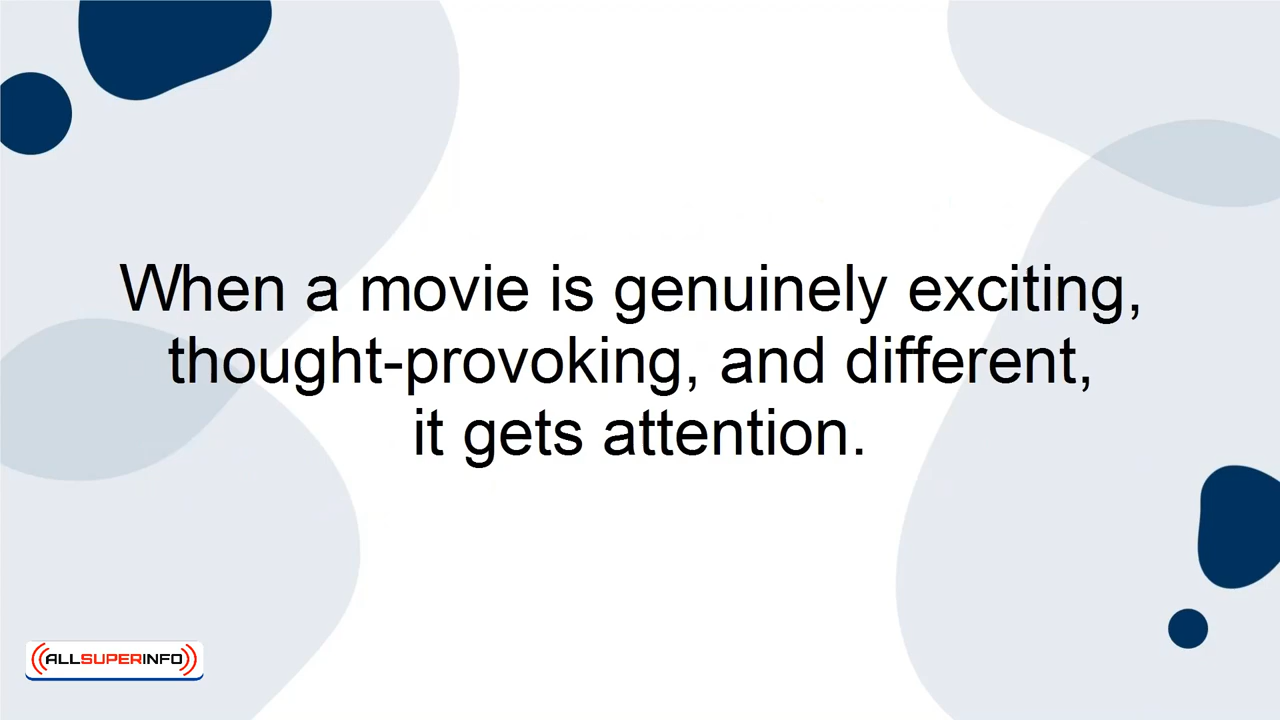 When a movie is genuinely exciting,
thought-provoking, and different,
it gets attention.
ALLSUPERINFO